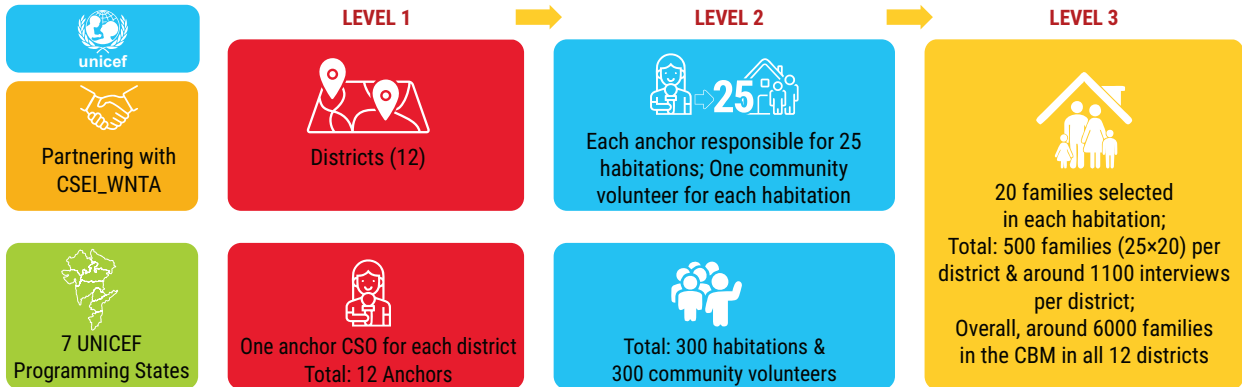 unicef
Partnering with
CSEI_WNTA
7 UNICEF
Programming States
LEVEL 1
Districts (12)
One anchor CSO for each district
Total: 12 Anchors
LEVEL 2
25
Each anchor responsible for 25
habitations; One community
volunteer for each habitation
Total: 300 habitations &
300 community volunteers
LEVEL 3
20 families selected
in each habitation;
Total: 500 families (25×20) per
district & around 1100 interviews
per district;
Overall, around 6000 families
in the CBM in all 12 districts